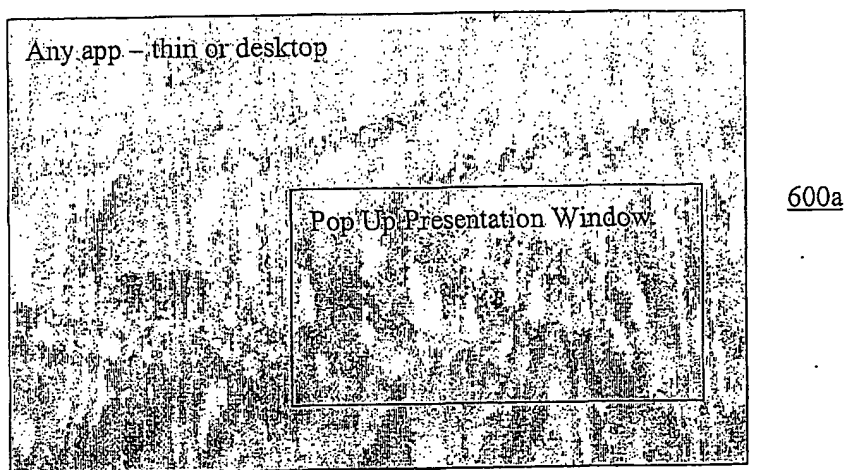 Any app – thin or desktop
600a
Pop Up Presentation Window